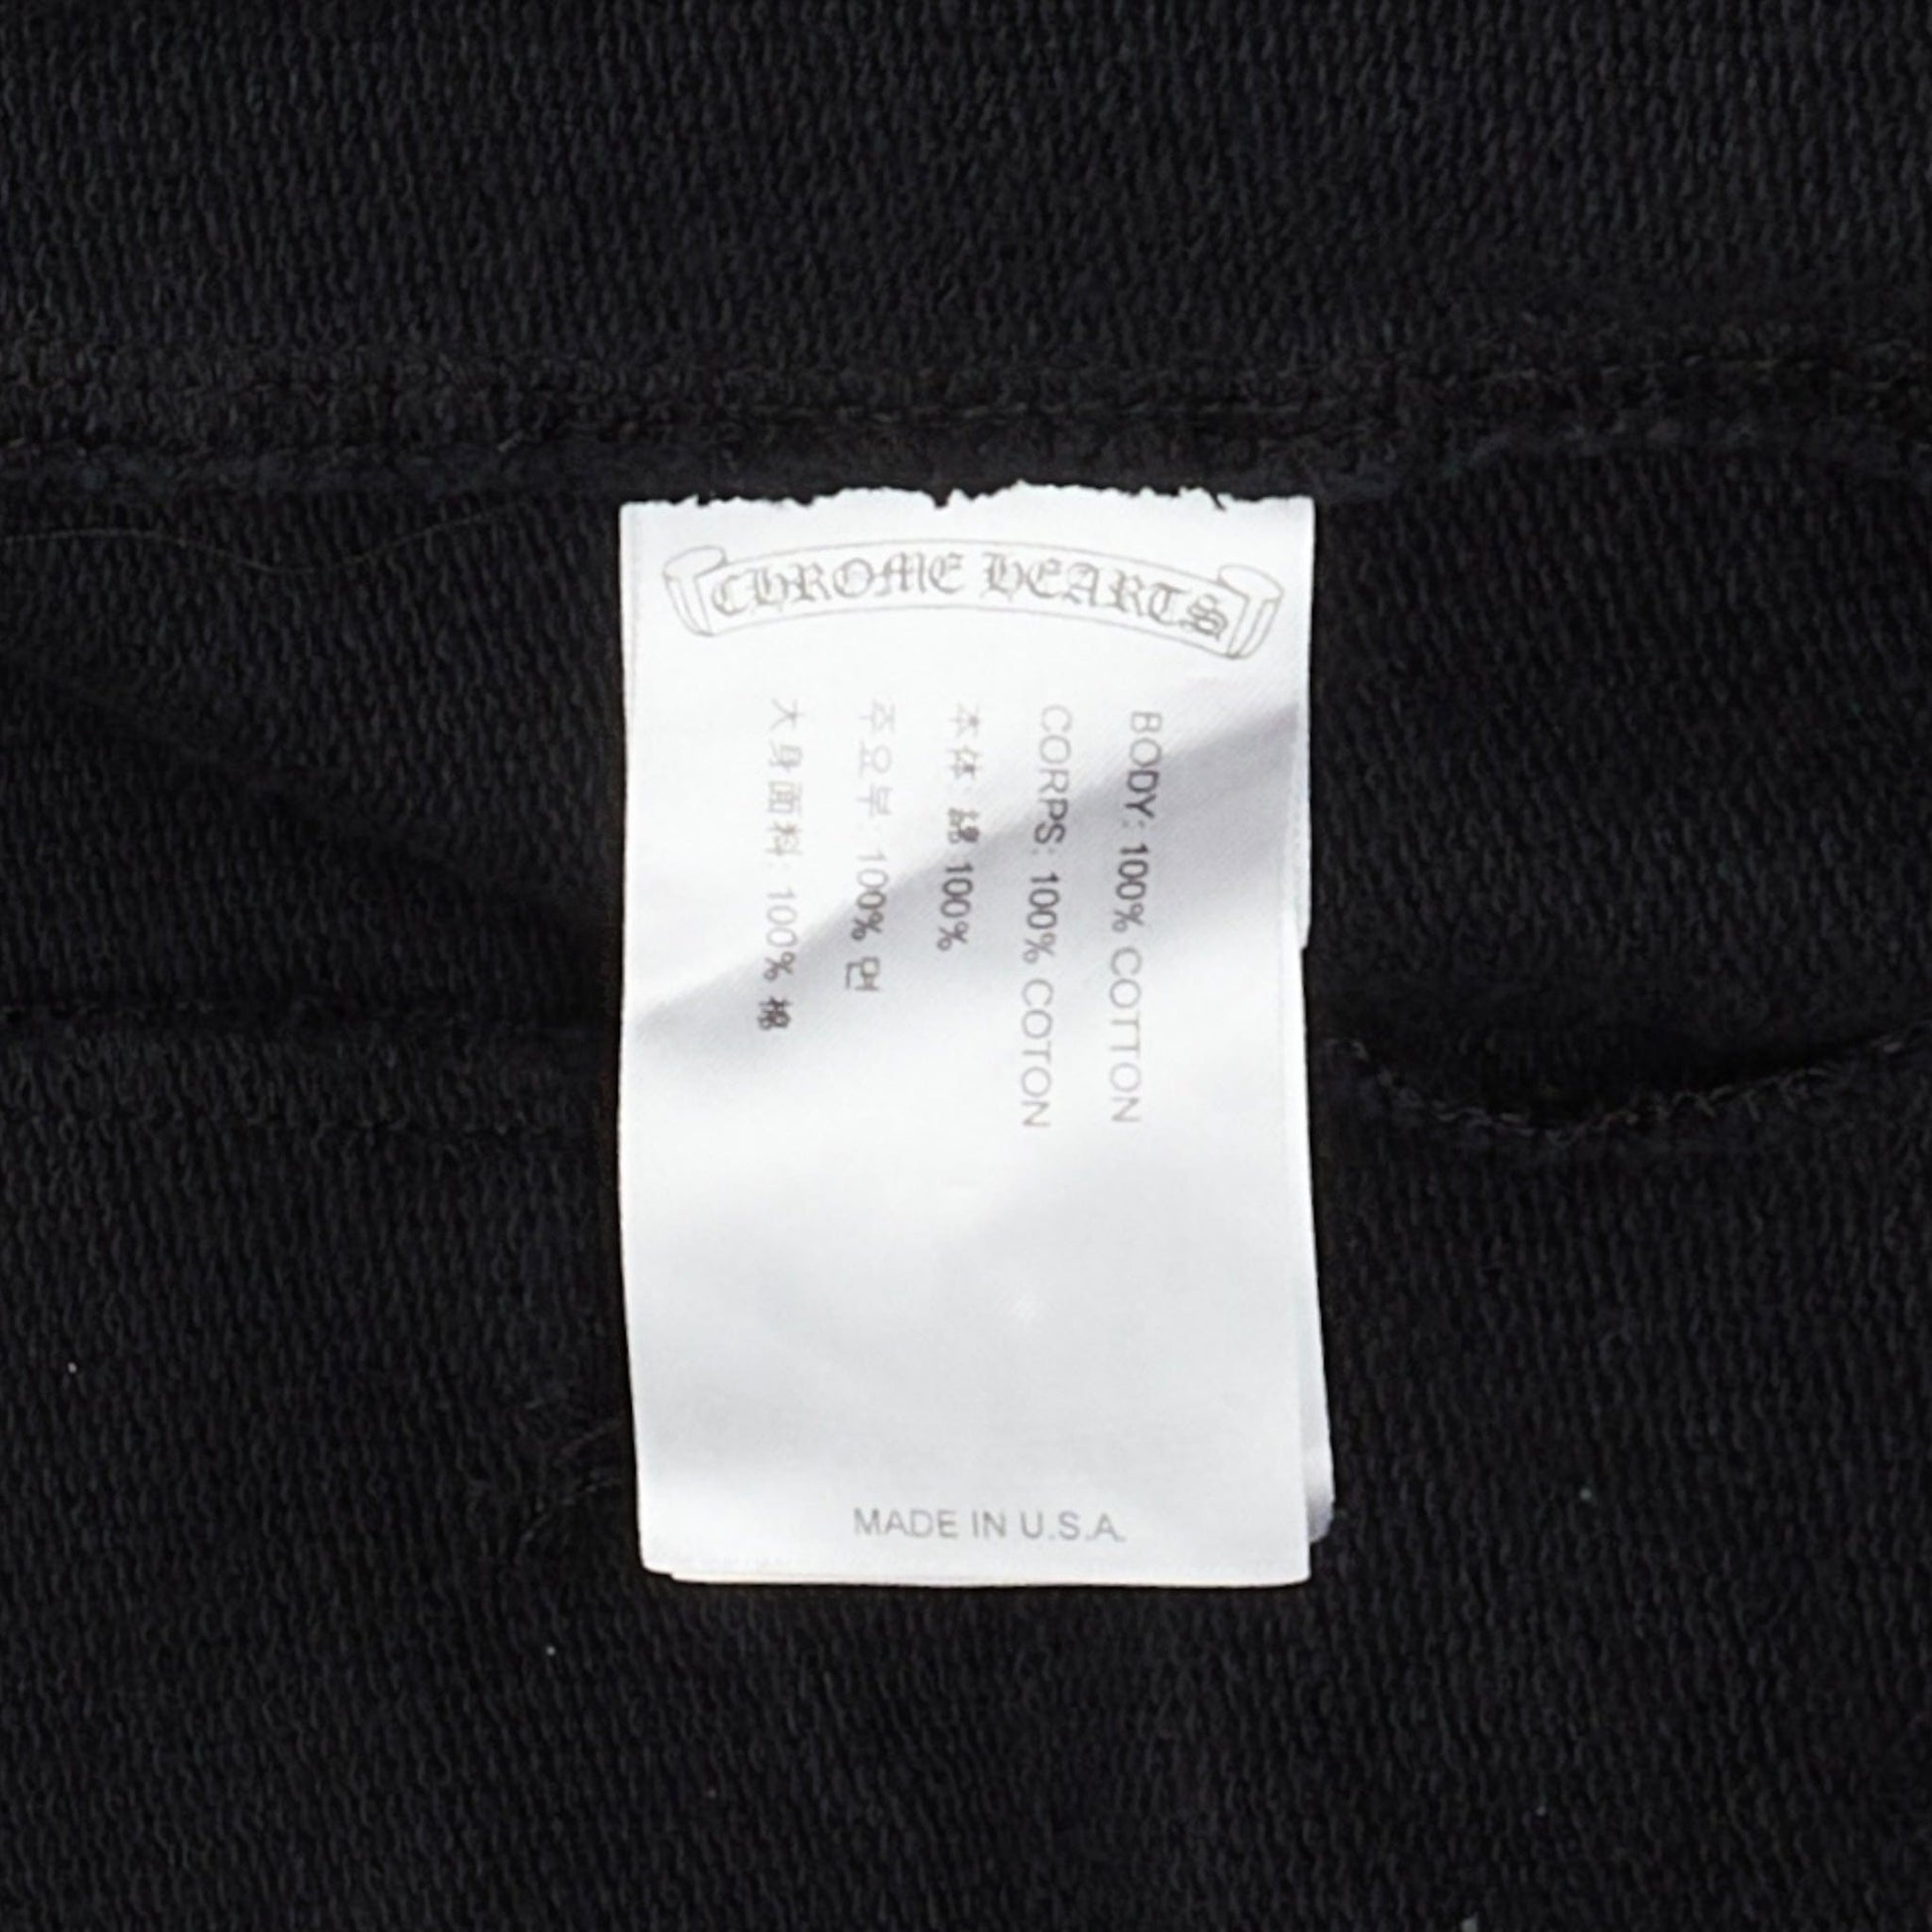 CHROME HEARTS
BODY: 100% COTTON
CORPS: 100% COTON
本体: 綿 100%
주요부: 100% 면
大身面料: 100% 棉
MADE IN U.S.A.